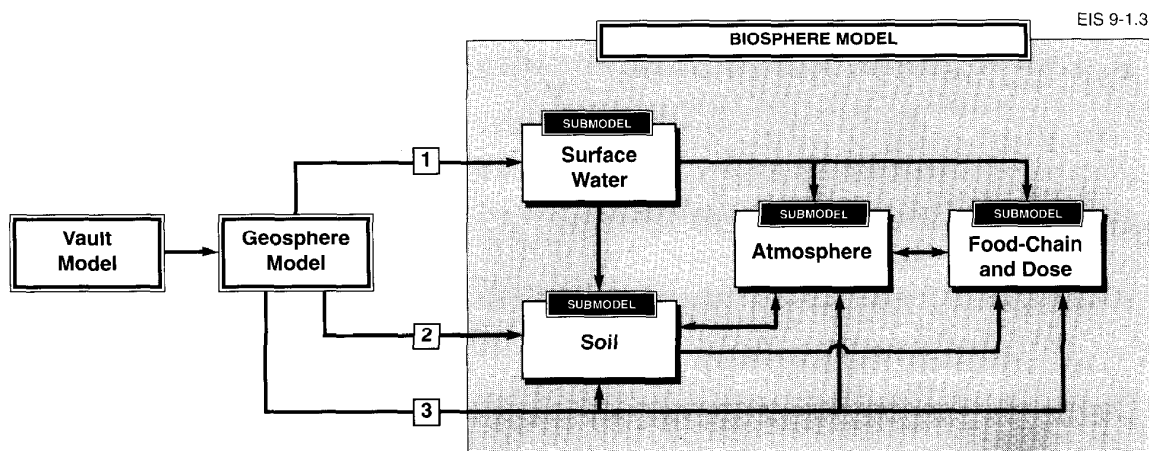 EIS 9-1.3
BIOSPHERE MODEL
SUBMODEL
Surface
Water
1
SUBMODEL
Atmosphere
SUBMODEL
Food-Chain
and Dose
Vault
Model
Geosphere
Model
SUBMODEL
Soil
2
3